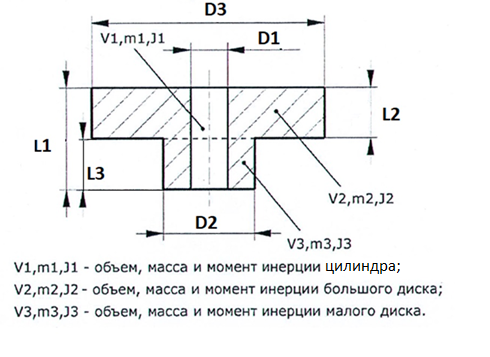 D3
V1,m1,J1
D1
L1
L2
L3
V2,m2,J2
D2
V3,m3,J3
V1,m1,J1 - объем, масса и момент инерции цилиндра;
V2,m2,J2 - объем, масса и момент инерции большого диска;
V3,m3,J3 - объем, масса и момент инерции малого диска.